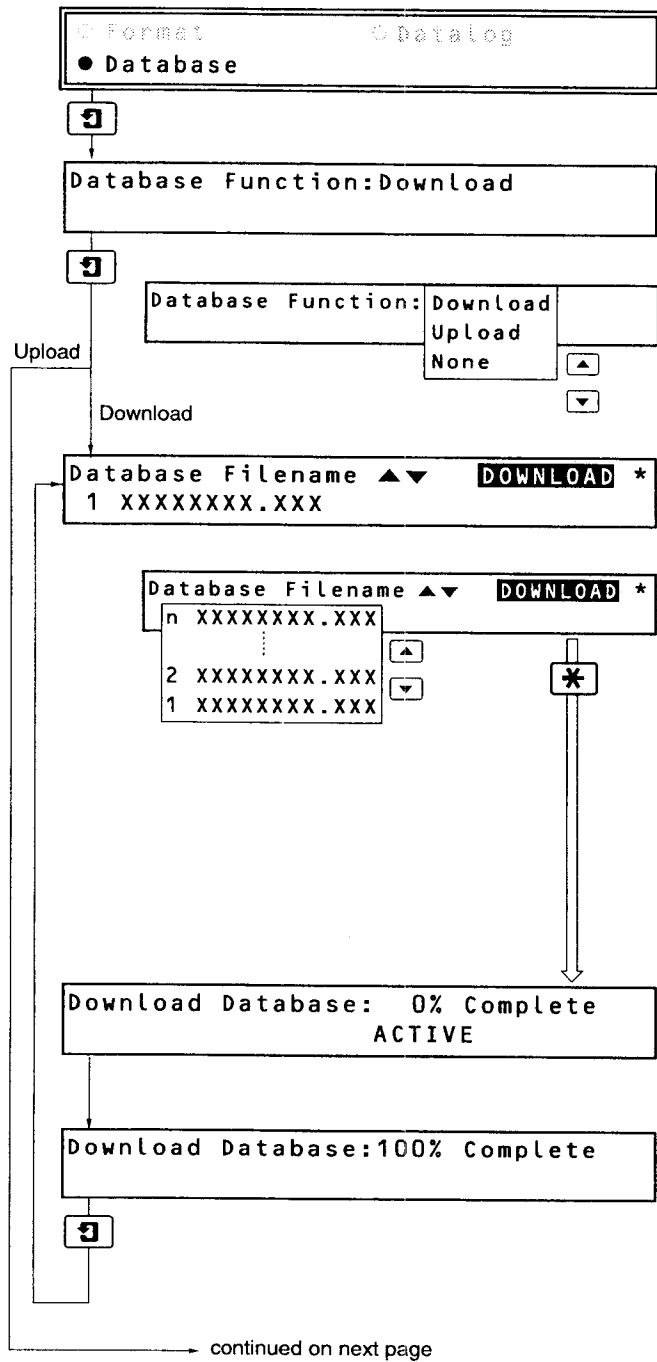 ○ Format ○ Datalog
● Database
Database Function:Download
Database Function: Download
Upload
None
▲
▼
Upload
Download
Database Filename ▲▼ DOWNLOAD *
1 XXXXXXXX.XXX
Database Filename ▲▼ DOWNLOAD *
n XXXXXXXX.XXX
⋮
2 XXXXXXXX.XXX
1 XXXXXXXX.XXX
▲
▼
*
Download Database: 0% Complete
ACTIVE
Download Database:100% Complete
continued on next page